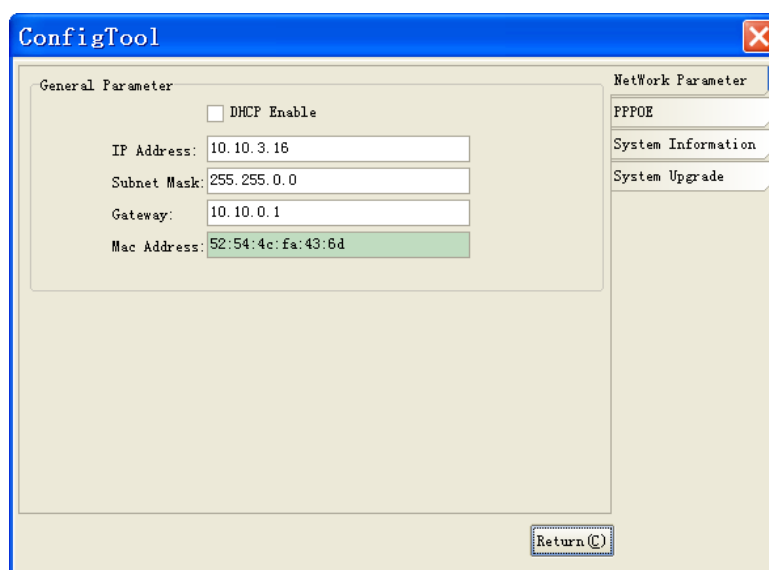 ConfigTool
General Parameter
DHCP Enable
IP Address: 10.10.3.16
Subnet Mask: 255.255.0.0
Gateway: 10.10.0.1
Mac Address: 52:54:4c:fa:43:6d
NetWork Parameter
PPPOE
System Information
System Upgrade
Return(C)